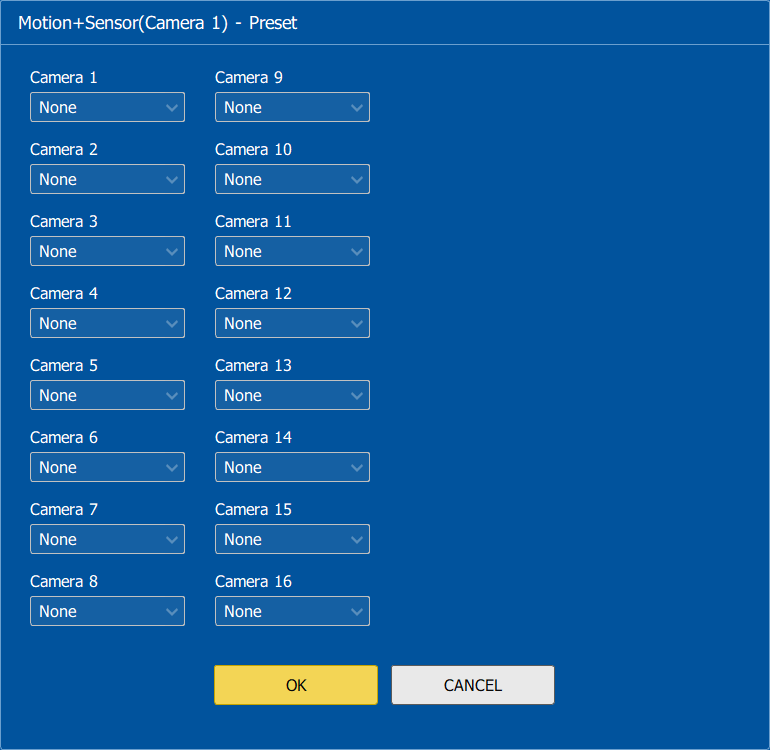 Motion+Sensor(Camera 1) - Preset
Camera 1
None
Camera 2
None
Camera 3
None
Camera 4
None
Camera 5
None
Camera 6
None
Camera 7
None
Camera 8
None
Camera 9
None
Camera 10
None
Camera 11
None
Camera 12
None
Camera 13
None
Camera 14
None
Camera 15
None
Camera 16
None
OK
CANCEL